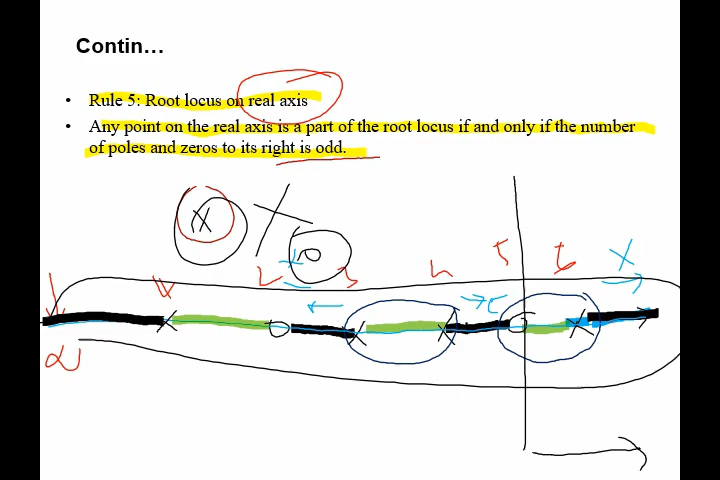 Contin…
• Rule 5: Root locus on real axis
• Any point on the real axis is a part of the root locus if and only if the number
of poles and zeros to its right is odd.
X
5
X